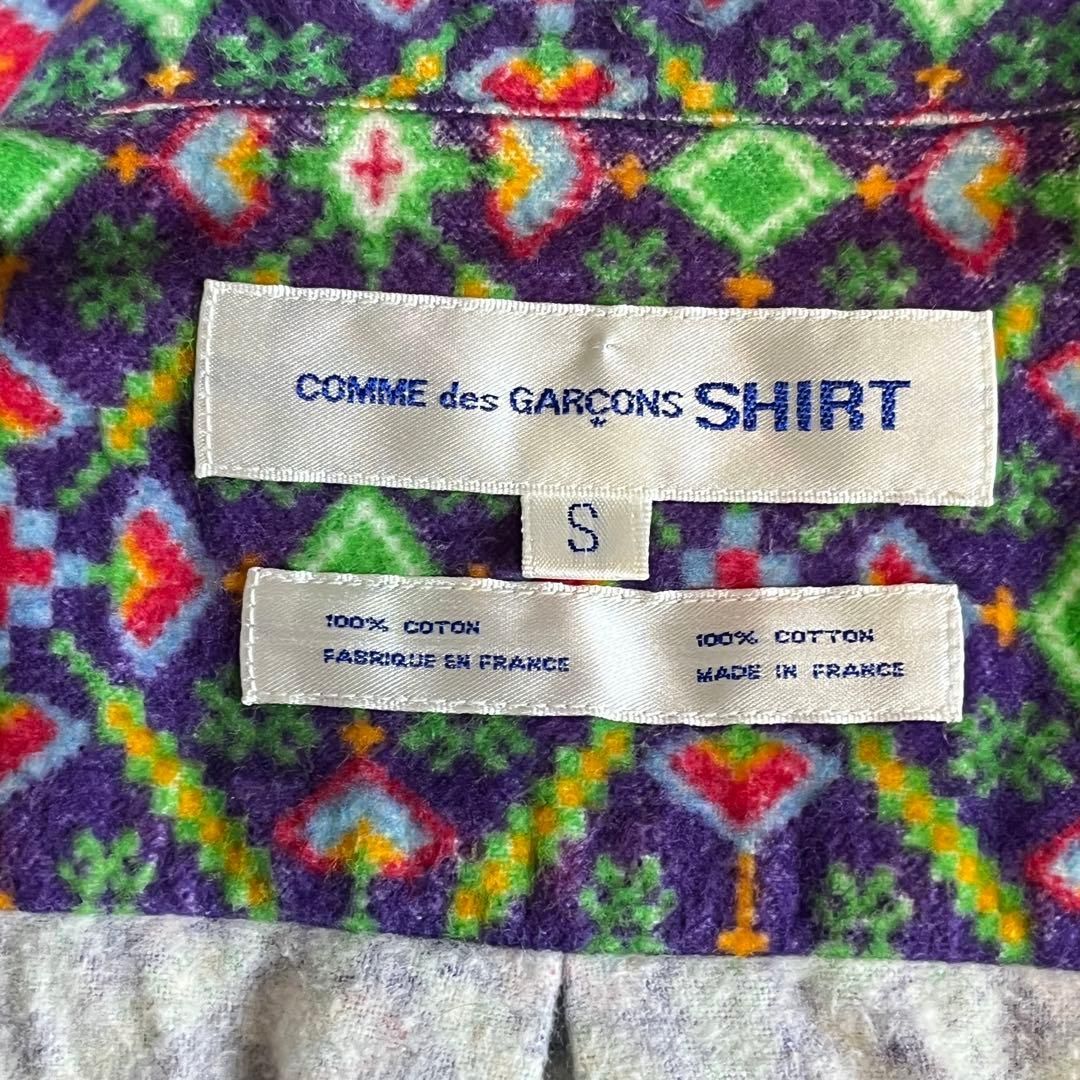 COMME des GARÇONS SHIRT
S
100% COTON
FABRIQUE EN FRANCE
100% COTTON
MADE IN FRANCE